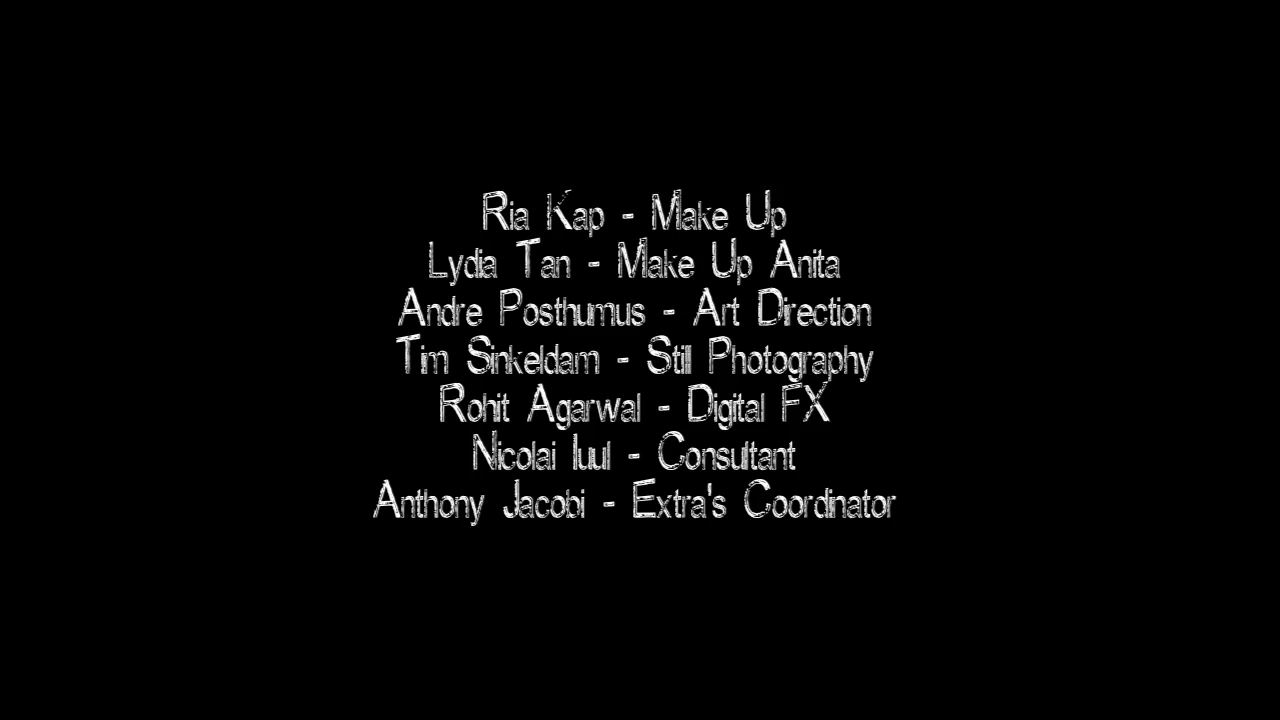 Ria Kap - Make Up
Lydia Tan - Make Up Anita
Andre Posthumus - Art Direction
Tim Sinkeldam - Still Photography
Rohit Agarwal - Digital FX
Nicolai Iuul - Consultant
Anthony Jacobi - Extra's Coordinator